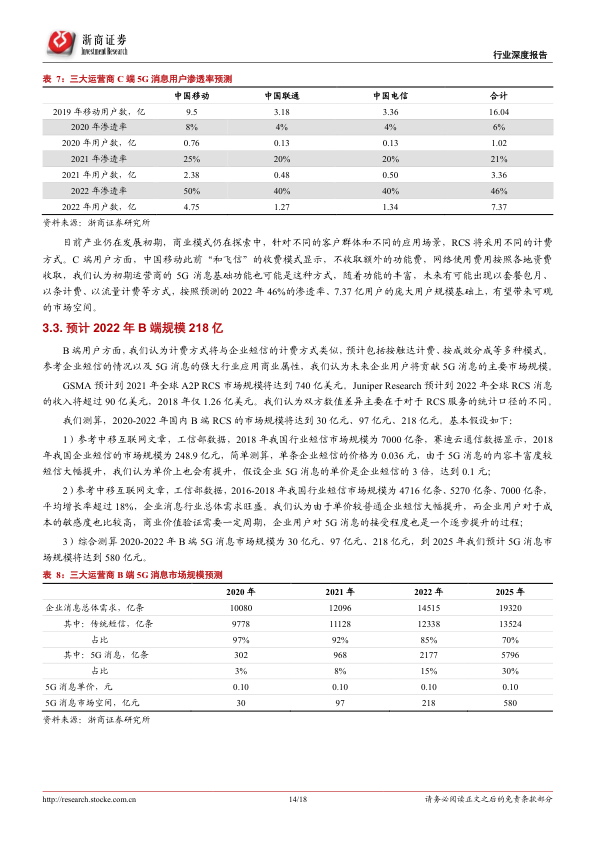 浙商证券
Investment Research
行业深度报告
表 7：三大运营商 C 端 5G 消息用户渗透率预测
中国移动 中国联通 中国电信 合计
2019 年移动用户数，亿 9.5 3.18 3.36 16.04
2020 年渗透率 8% 4% 4% 6%
2020 年用户数，亿 0.76 0.13 0.13 1.02
2021 年渗透率 25% 20% 20% 21%
2021 年用户数，亿 2.38 0.48 0.50 3.36
2022 年渗透率 50% 40% 40% 46%
2022 年用户数，亿 4.75 1.27 1.34 7.37
资料来源：浙商证券研究所
目前产业仍在发展初期，商业模式仍在探索中，针对不同的客户群体和不同的应用场景，RCS 将采用不同的计费
方式。C 端用户方面，中国移动此前“和飞信”的收费模式显示，不收取额外的功能费，网络使用费用按照各地资费
收取，我们认为初期运营商的 5G 消息基础功能也可能是这种方式，随着功能的丰富，未来有可能出现以套餐包月、
以条计费、以流量计费等方式，按照预测的 2022 年 46%的渗透率、7.37 亿用户的庞大用户规模基础上，有望带来可观
的市场空间。
3.3. 预计 2022 年 B 端规模 218 亿
B 端用户方面，我们认为计费方式将与企业短信的计费方式类似，预计包括按触达计费、按成效分成等多种模式。
参考企业短信的情况以及 5G 消息的强大行业应用商业属性，我们认为未来企业用户将贡献 5G 消息的主要市场规模。
GSMA 预计到 2021 年全球 A2P RCS 市场规模将达到 740 亿美元。Juniper Research 预计到 2022 年全球 RCS 消息
的收入将超过 90 亿美元，2018 年仅 1.26 亿美元。我们认为双方数值差异主要在于对于 RCS 服务的统计口径的不同。
我们测算，2020-2022 年国内 B 端 RCS 的市场规模将达到 30 亿元、97 亿元、218 亿元。基本假设如下：
1）参考中移互联网文章，工信部数据，2018 年我国行业短信市场规模为 7000 亿条，赛迪云通信数据显示，2018
年我国企业短信的市场规模为 248.9 亿元，简单测算，单条企业短信的价格为 0.036 元，由于 5G 消息的内容丰富度较
短信大幅提升，我们认为单价上也会有提升，假设企业 5G 消息的单价是企业短信的 3 倍，达到 0.1 元；
2）参考中移互联网文章，工信部数据，2016-2018 年我国行业短信市场规模为 4716 亿条、5270 亿条、7000 亿条，
平均增长率超过 18%，企业消息行业总体需求旺盛。我们认为由于单价较普通企业短信大幅提升，而企业用户对于成
本的敏感度也比较高，商业价值验证需要一定周期，企业用户对 5G 消息的接受程度也是一个逐步提升的过程；
3）综合测算 2020-2022 年 B 端 5G 消息市场规模为 30 亿元、97 亿元、218 亿元，到 2025 年我们预计 5G 消息市
场规模将达到 580 亿元。
表 8：三大运营商 B 端 5G 消息市场规模预测
2020 年 2021 年 2022 年 2025 年
企业消息总体需求，亿条 10080 12096 14515 19320
其中：传统短信，亿条 9778 11128 12338 13524
占比 97% 92% 85% 70%
其中：5G 消息，亿条 302 968 2177 5796
占比 3% 8% 15% 30%
5G 消息单价，元 0.10 0.10 0.10 0.10
5G 消息市场空间，亿元 30 97 218 580
资料来源：浙商证券研究所
http://research.stocke.com.cn 14/18 请务必阅读正文之后的免责条款部分